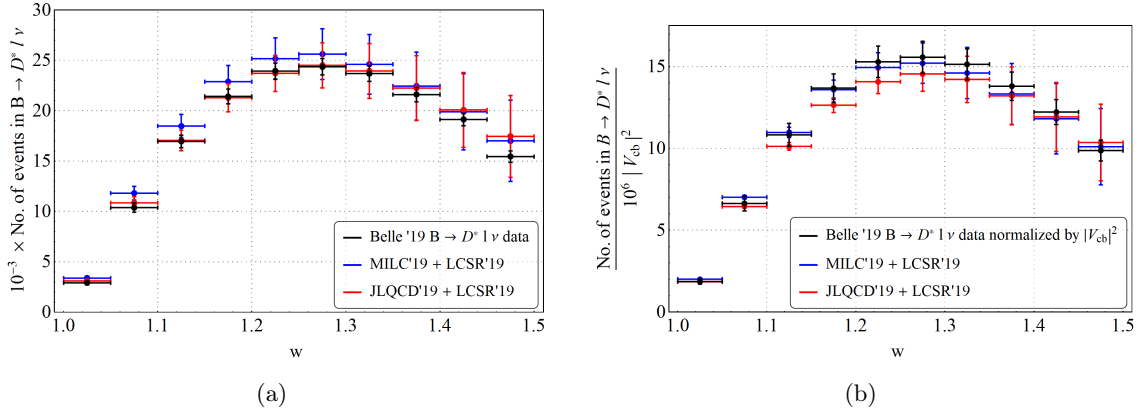 10⁻³ × No. of events in B → D* l ν
30
25
20
15
10
5
0
1.0 1.1 1.2 1.3 1.4 1.5
w
Belle '19 B → D* l ν data
MILC'19 + LCSR'19
JLQCD'19 + LCSR'19
(a)
No. of events in B → D* l ν
10⁶ |V_cb|²
15
10
5
0
1.0 1.1 1.2 1.3 1.4 1.5
w
Belle '19 B → D* l ν data normalized by |V_cb|²
MILC'19 + LCSR'19
JLQCD'19 + LCSR'19
(b)